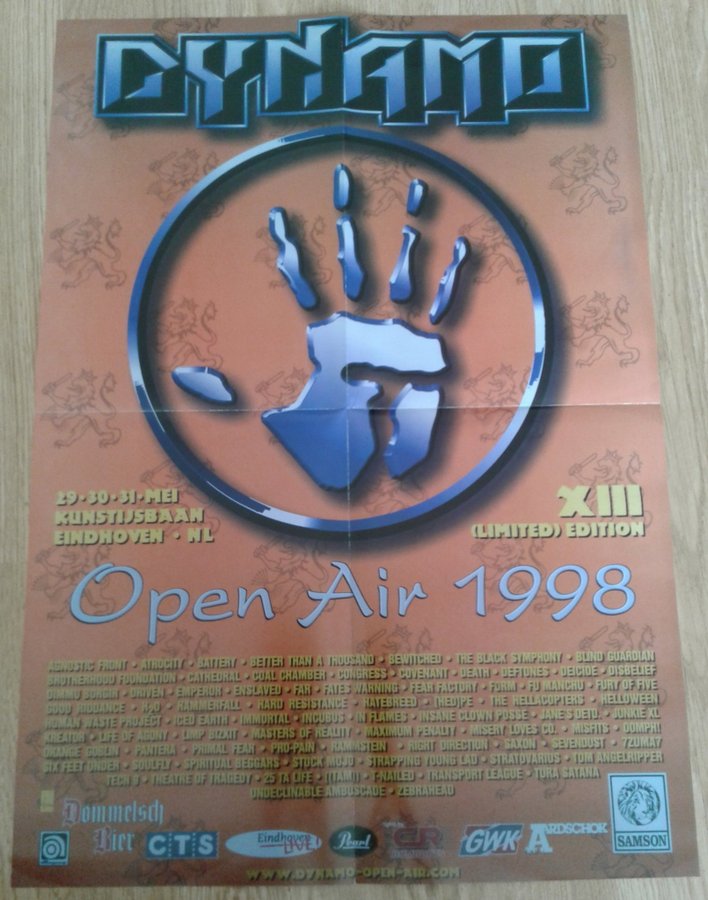 DYNAMO
29·30·31·MEI
KUNSTIJSBAAN
EINDHOVEN · NL
XIII
(LIMITED) EDITION
Open Air 1998
AGNOSTIC FRONT · ATROCITY · BATTERY · BETTER THAN A THOUSAND · BEWITCHED · THE BLACK SYMPHONY · BLIND GUARDIAN
BROTHERHOOD FOUNDATION · CATHEDRAL · COAL CHAMBER · CONGRESS · COVENANT · DEATH · DEFTONES · DEICIDE · DISBELIEF
DIMMU BORGIR · DRIVEN · EMPEROR · ENSLAVED · FAR · FATES WARNING · FEAR FACTORY · FORM · FU MANCHU · FURY OF FIVE
GOOD RIDDANCE · H2O · HAMMERFALL · HARD RESISTANCE · HATEBREED · (HED)PE · THE HELLACOPTERS · HELLOWEEN
HUMAN WASTE PROJECT · ICED EARTH · IMMORTAL · INCUBUS · IN FLAMES · INSANE CLOWN POSSE · JANE'S DETD. · JUNKIE XL
KREATOR · LIFE OF AGONY · LIMP BIZKIT · MASTERS OF REALITY · MAXIMUM PENALTY · MISERY LOVES CO. · MISFITS · OOMPH!
ORANGE GOBLIN · PANTERA · PRIMAL FEAR · PRO-PAIN · RAMMSTEIN · RIGHT DIRECTION · SAXON · SEVENDUST · 7ZUMAY
SIX FEET UNDER · SOULFLY · SPIRITUAL BEGGARS · STUCK MOJO · STRAPPING YOUNG LAD · STRATOVARIUS · TOM ANGELRIPPER
TECH 9 · THEATRE OF TRAGEDY · 25 TA LIFE · (TAMI) · T-NAILED · TRANSPORT LEAGUE · TURA SATANA
UNDECLINABLE AMBUSCADE · ZEBRAHEAD
Dommelsch
Bier
CTS
Eindhoven
LIVE!
Pearl
GWK
AARDSCHOK
SAMSON
WWW.DYNAMO-OPEN-AIR.COM